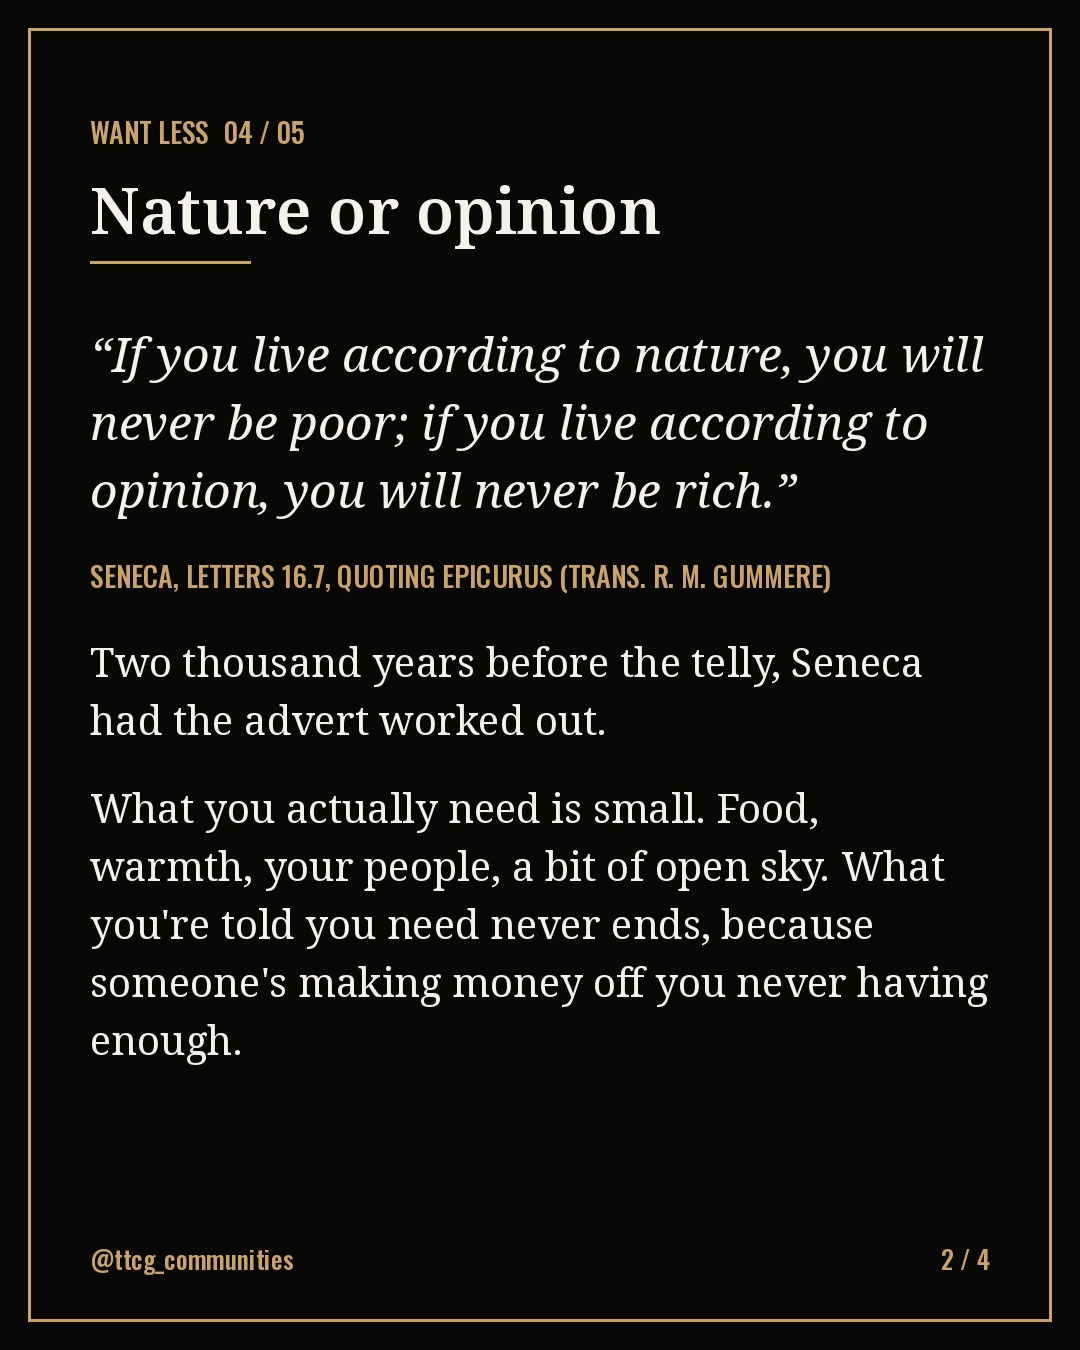 WANT LESS 04 / 05
Nature or opinion
“If you live according to nature, you will
never be poor; if you live according to
opinion, you will never be rich.”
SENECA, LETTERS 16.7, QUOTING EPICURUS (TRANS. R. M. GUMMERE)
Two thousand years before the telly, Seneca
had the advert worked out.
What you actually need is small. Food,
warmth, your people, a bit of open sky. What
you're told you need never ends, because
someone's making money off you never having
enough.
@ttcg_communities
2 / 4